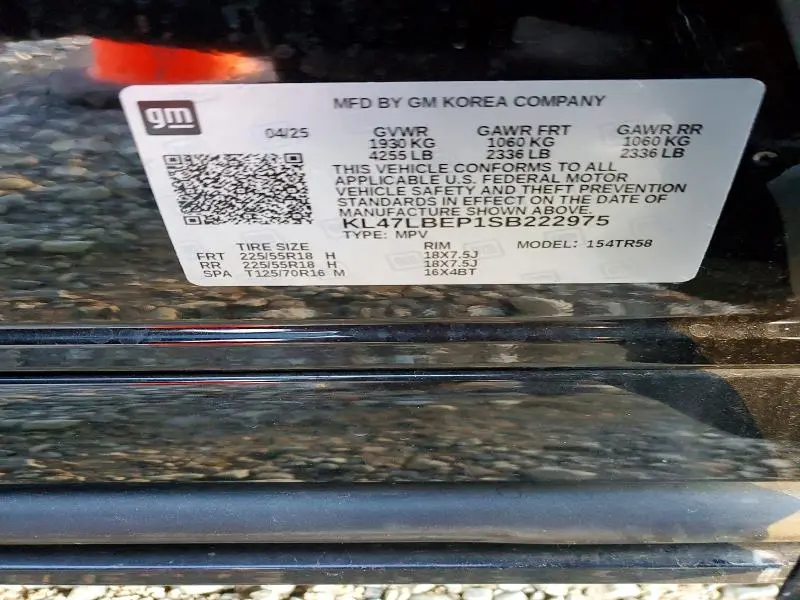 gm
MFD BY GM KOREA COMPANY
04/25 GVWR GAWR FRT GAWR RR
1930 KG 1060 KG 1060 KG
4255 LB 2336 LB 2336 LB
THIS VEHICLE CONFORMS TO ALL
APPLICABLE U.S. FEDERAL MOTOR
VEHICLE SAFETY AND THEFT PREVENTION
STANDARDS IN EFFECT ON THE DATE OF
MANUFACTURE SHOWN ABOVE.
KL47LBEP1SB222975
TYPE: MPV
TIRE SIZE RIM MODEL: 154TR58
FRT 225/55R18 H 18X7.5J
RR 225/55R18 H 18X7.5J
SPA T125/70R16 M 16X4BT